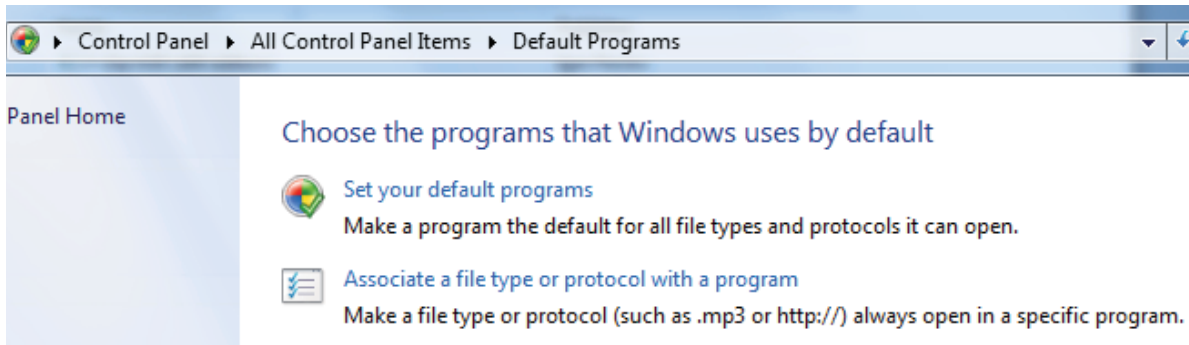 Control Panel ▸ All Control Panel Items ▸ Default Programs
Panel Home
Choose the programs that Windows uses by default
Set your default programs
Make a program the default for all file types and protocols it can open.
Associate a file type or protocol with a program
Make a file type or protocol (such as .mp3 or http://) always open in a specific program.